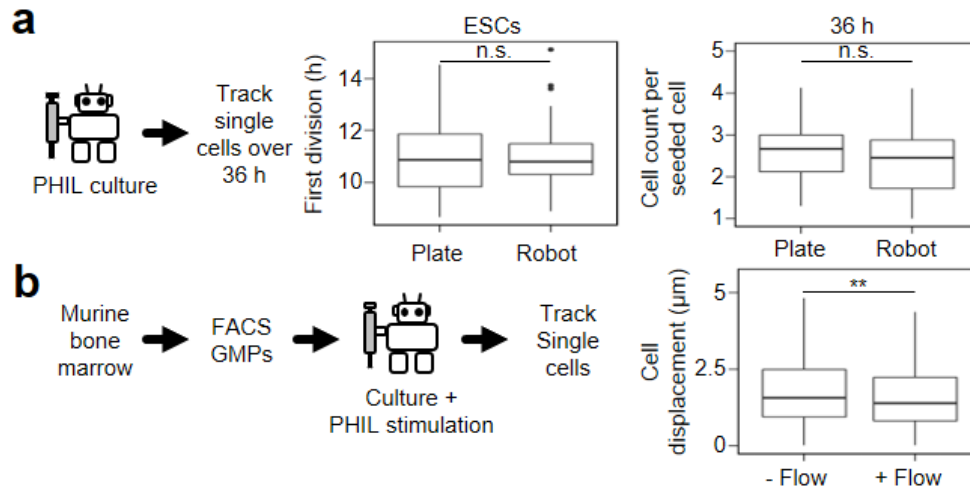 a
PHIL culture
Track
single
cells over
36 h
ESCs
n.s.
First division (h)
14
12
10
Plate
Robot
36 h
n.s.
Cell count per
seeded cell
5
4
3
2
1
Plate
Robot
b
Murine
bone
marrow
FACS
GMPs
Culture +
PHIL stimulation
Track
Single
cells
**
Cell
displacement (μm)
5
2.5
0
- Flow
+ Flow